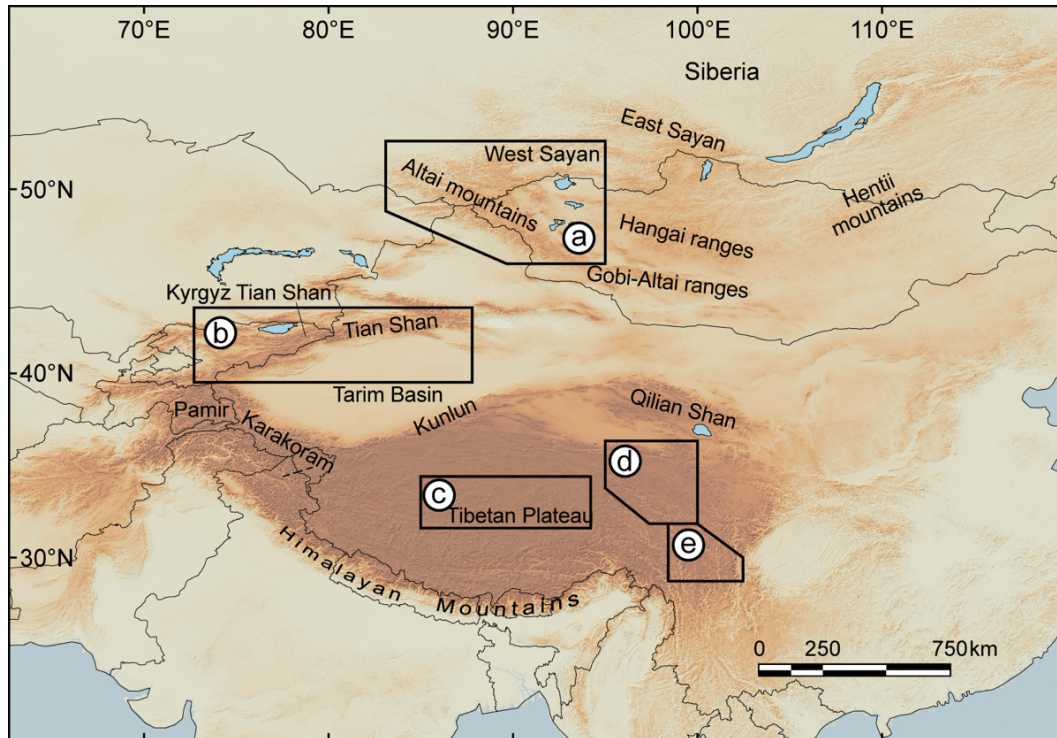 70°E 80°E 90°E 100°E 110°E
Siberia
East Sayan
West Sayan
50°N
Altai mountains
Hentii
mountains
a
Hangai ranges
Gobi-Altai ranges
Kyrgyz Tian Shan
b
Tian Shan
40°N
Tarim Basin
Pamir
Kunlun
Qilian Shan
Karakoram
d
c
Tibetan Plateau
e
30°N
Himalayan Mountains
0 250 750 km